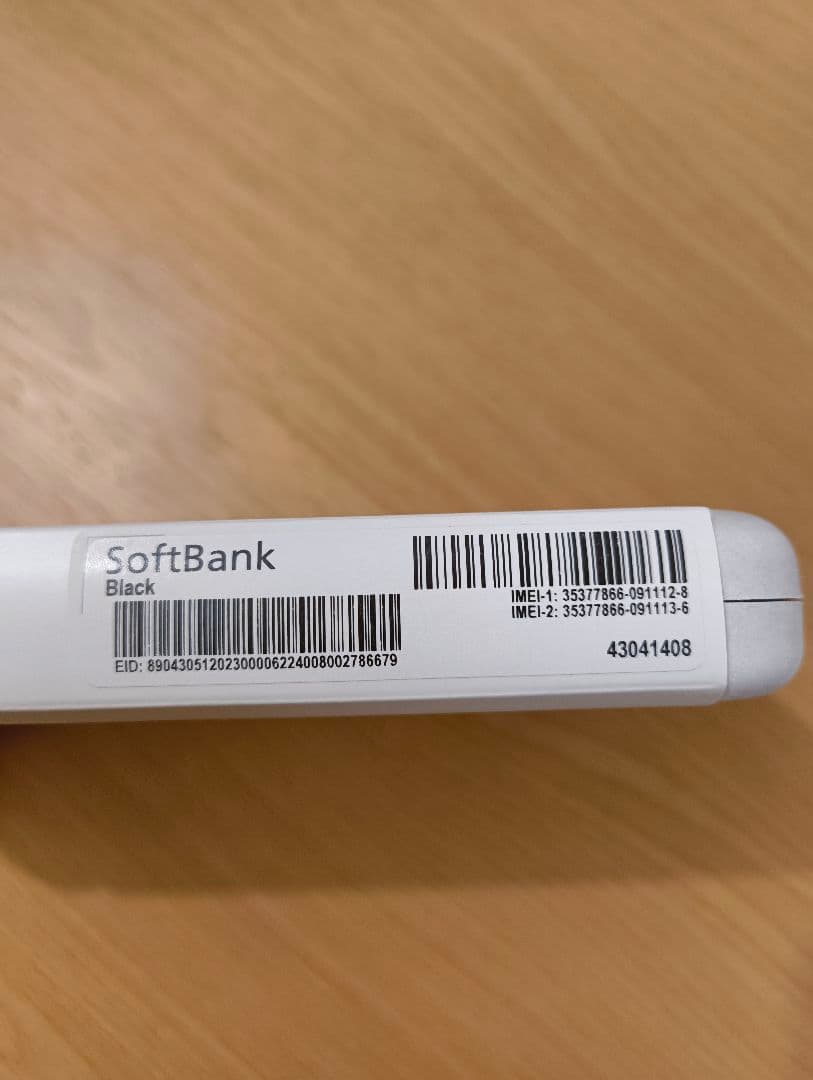 SoftBank
Black
EID: 89043051202300006224008002786679
IMEI-1: 35377866-091112-8
IMEI-2: 35377866-091113-6
43041408